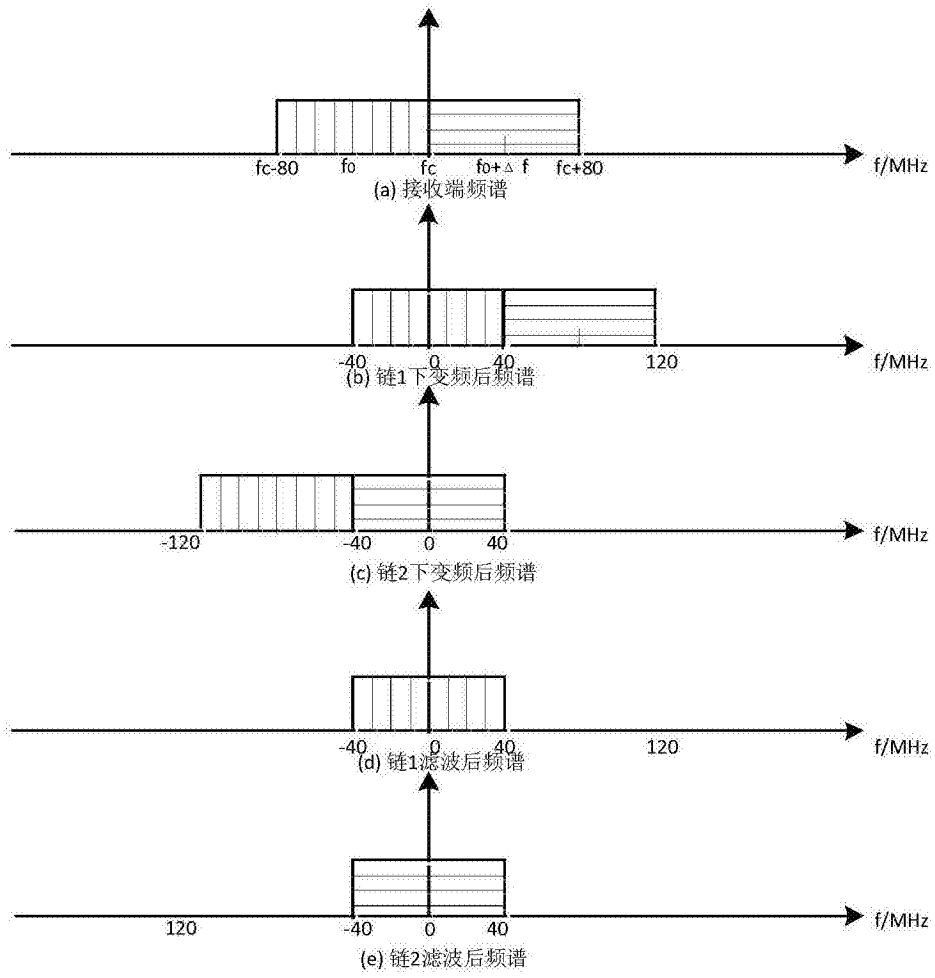 fc-80 f₀ fc f₀+△ f fc+80 f/MHz
(a) 接收端频谱
-40 0 40 120 f/MHz
(b) 链1下变频后频谱
-120 -40 0 40 f/MHz
(c) 链2下变频后频谱
-40 0 40 120 f/MHz
(d) 链1滤波后频谱
120 -40 0 40 f/MHz
(e) 链2滤波后频谱